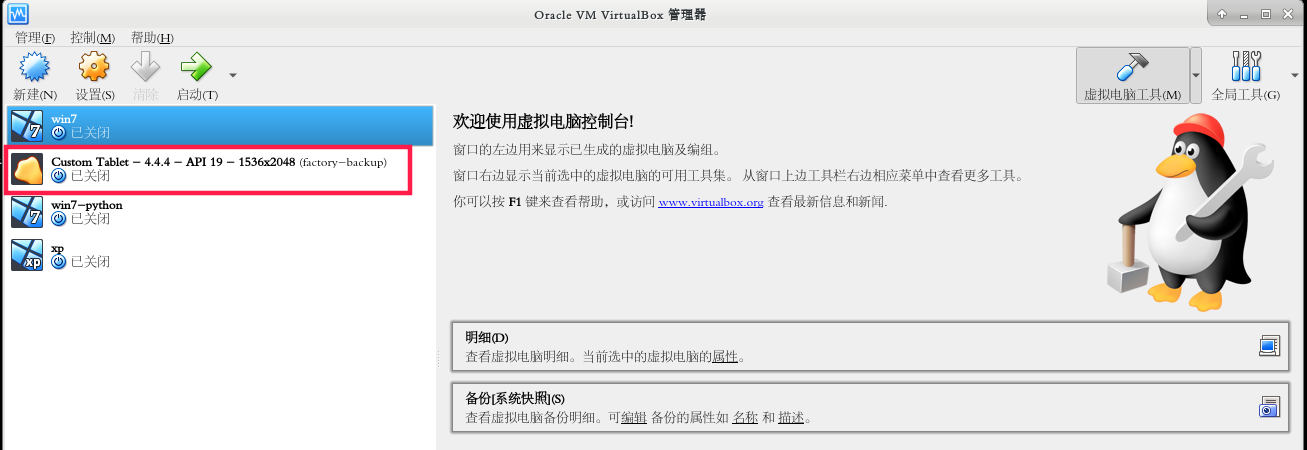 Oracle VM VirtualBox 管理器
管理(F) 控制(M) 帮助(H)
新建(N) 设置(S) 清除 启动(T) 虚拟电脑工具(M) 全局工具(G)
win7
已关闭
Custom Tablet – 4.4.4 – API 19 – 1536x2048 (factory–backup)
已关闭
win7–python
已关闭
xp
已关闭
7
7
xp
欢迎使用虚拟电脑控制台!
窗口的左边用来显示已生成的虚拟电脑及编组。
窗口右边显示当前选中的虚拟电脑的可用工具集。 从窗口上边工具栏右边相应菜单中查看更多工具。
你可以按 F1 键来查看帮助，或访问 www.virtualbox.org 查看最新信息和新闻.
明细(D)
查看虚拟电脑明细。当前选中的虚拟电脑的属性。
备份[系统快照](S)
查看虚拟电脑备份明细。可编辑 备份的属性如 名称 和 描述。